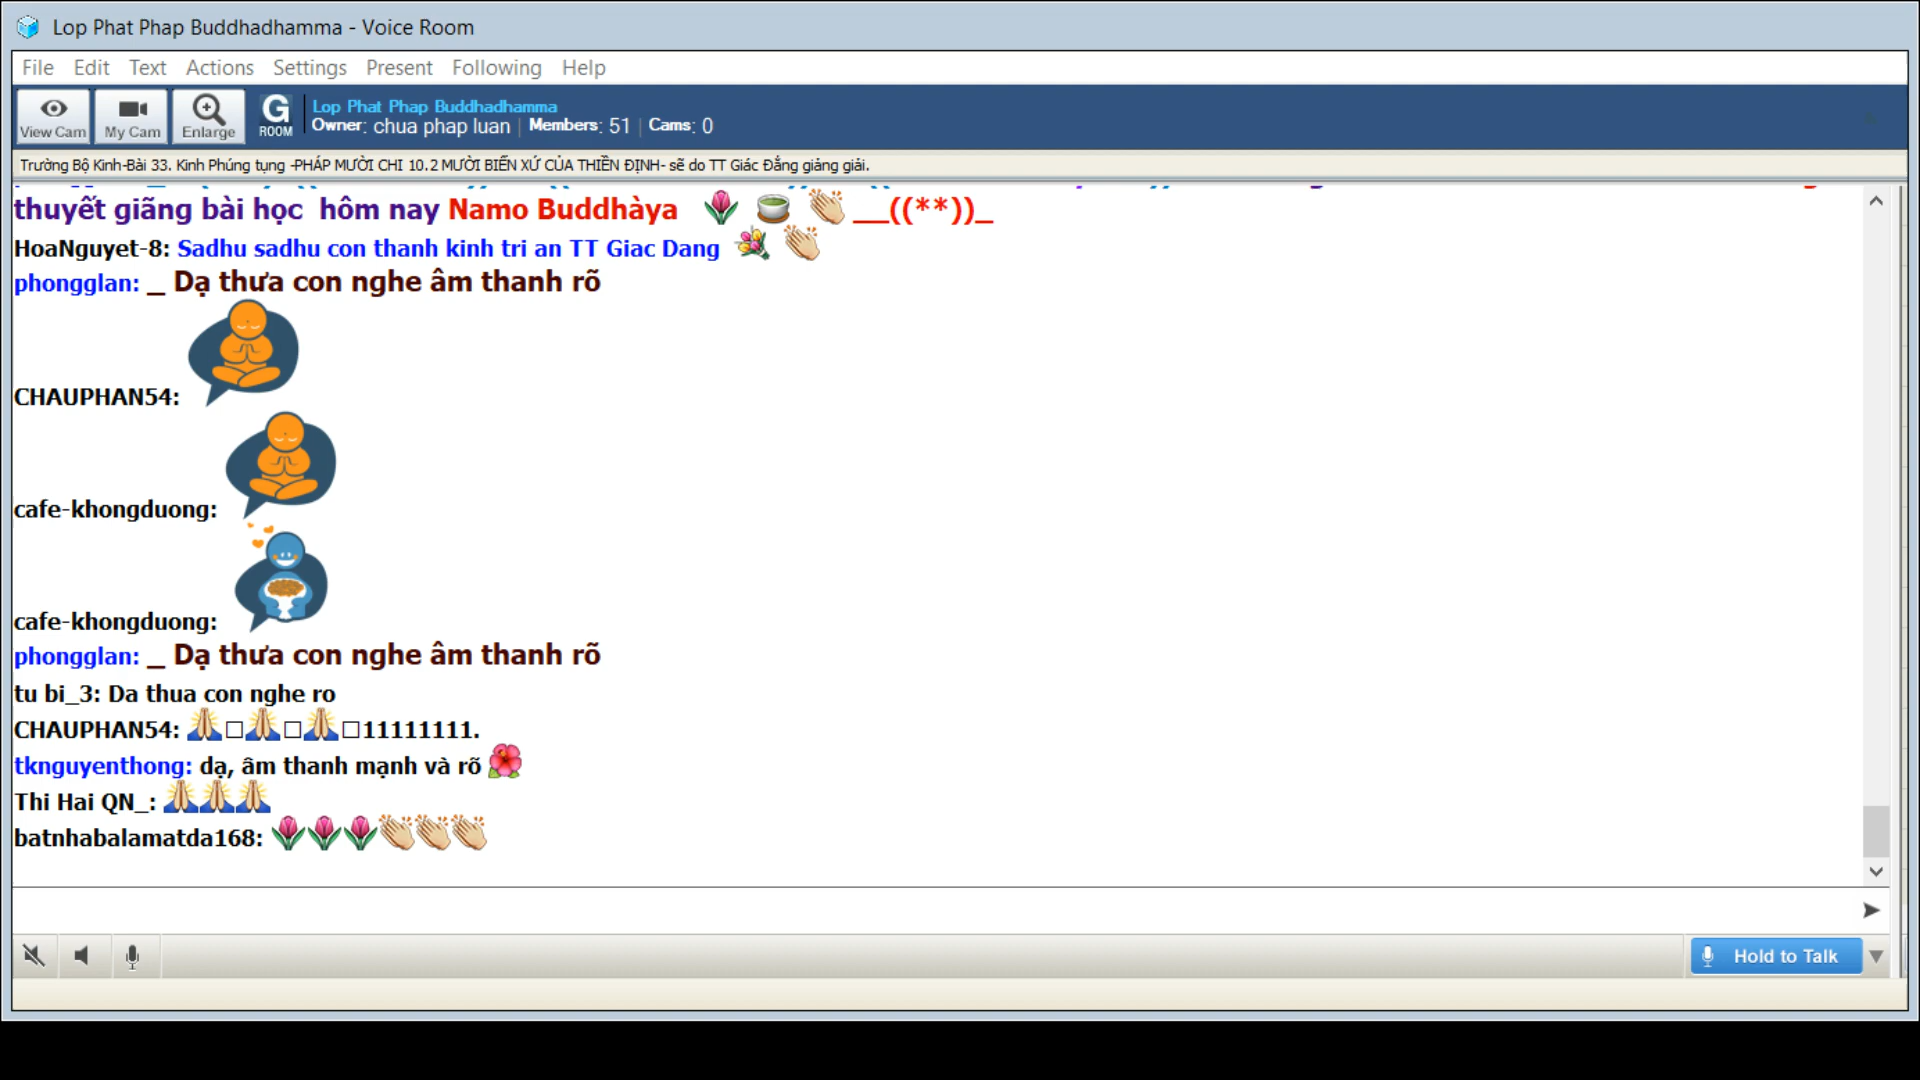 Lop Phat Phap Buddhadhamma - Voice Room
File Edit Text Actions Settings Present Following Help
View Cam My Cam Enlarge G ROOM
Lop Phat Phap Buddhadhamma
Owner: chua phap luan | Members: 51 | Cams: 0
Trường Bộ Kinh-Bài 33. Kinh Phúng tụng -PHÁP MƯỜI CHI 10.2 MƯỜI BIẾN XỨ CỦA THIỀN ĐỊNH- sẽ do TT Giác Đẳng giảng giải.
thuyết giãng bài học hôm nay Namo Buddhàya 🌷 🍵 👏 __((**))_
HoaNguyet-8: Sadhu sadhu con thanh kinh tri an TT Giac Dang 💐 👏
phongglan: _ Dạ thưa con nghe âm thanh rõ
CHAUPHAN54:
cafe-khongduong:
cafe-khongduong:
phongglan: _ Dạ thưa con nghe âm thanh rõ
tu bi_3: Da thua con nghe ro
CHAUPHAN54: 🙏□🙏□🙏□11111111.
tknguyenthong: dạ, âm thanh mạnh và rõ 🌺
Thi Hai QN_: 🙏🙏🙏
batnhabalamatda168: 🌷🌷🌷👏👏👏
Hold to Talk